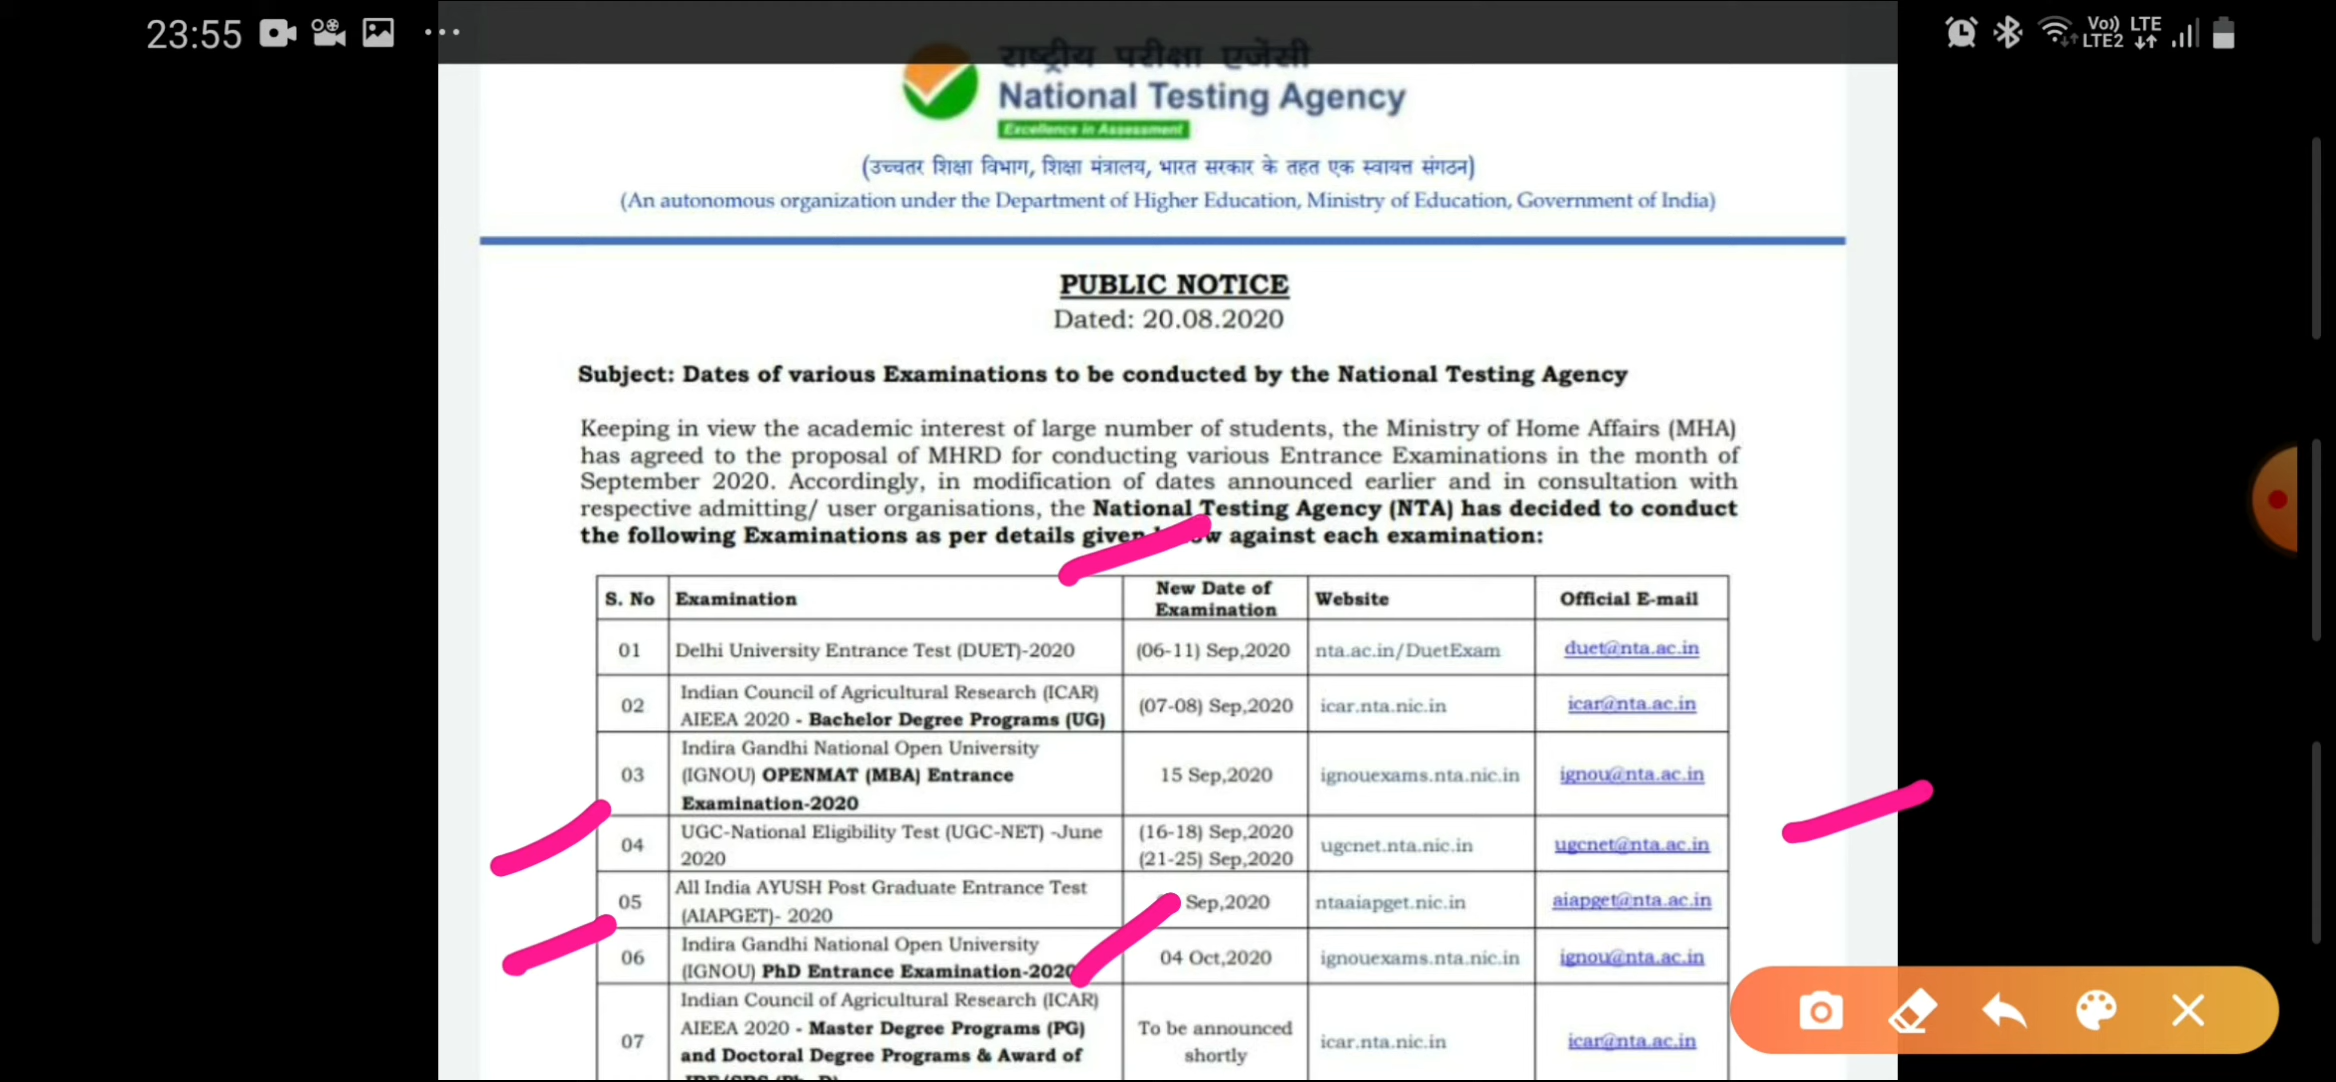 23:55
Vo)) LTE
LTE2
राष्ट्रीय परीक्षा एजेंसी
National Testing Agency
Excellence in Assessment
(उच्चतर शिक्षा विभाग, शिक्षा मंत्रालय, भारत सरकार के तहत एक स्वायत्त संगठन)
(An autonomous organization under the Department of Higher Education, Ministry of Education, Government of India)
PUBLIC NOTICE
Dated: 20.08.2020
Subject: Dates of various Examinations to be conducted by the National Testing Agency
Keeping in view the academic interest of large number of students, the Ministry of Home Affairs (MHA)
has agreed to the proposal of MHRD for conducting various Entrance Examinations in the month of
September 2020. Accordingly, in modification of dates announced earlier and in consultation with
respective admitting/ user organisations, the National Testing Agency (NTA) has decided to conduct
the following Examinations as per details given against each examination:
S. No Examination New Date of Examination Website Official E-mail
01 Delhi University Entrance Test (DUET)-2020 (06-11) Sep,2020 nta.ac.in/DuetExam duet@nta.ac.in
02 Indian Council of Agricultural Research (ICAR)
AIEEA 2020 - Bachelor Degree Programs (UG) (07-08) Sep,2020 icar.nta.nic.in icar@nta.ac.in
03 Indira Gandhi National Open University
(IGNOU) OPENMAT (MBA) Entrance
Examination-2020 15 Sep,2020 ignouexams.nta.nic.in ignou@nta.ac.in
04 UGC-National Eligibility Test (UGC-NET) -June
2020 (16-18) Sep,2020
(21-25) Sep,2020 ugcnet.nta.nic.in ugcnet@nta.ac.in
05 All India AYUSH Post Graduate Entrance Test
(AIAPGET)- 2020 Sep,2020 ntaaiapget.nic.in aiapget@nta.ac.in
06 Indira Gandhi National Open University
(IGNOU) PhD Entrance Examination-2020 04 Oct,2020 ignouexams.nta.nic.in ignou@nta.ac.in
07 Indian Council of Agricultural Research (ICAR)
AIEEA 2020 - Master Degree Programs (PG)
and Doctoral Degree Programs & Award of
To be announced
shortly icar.nta.nic.in icar@nta.ac.in